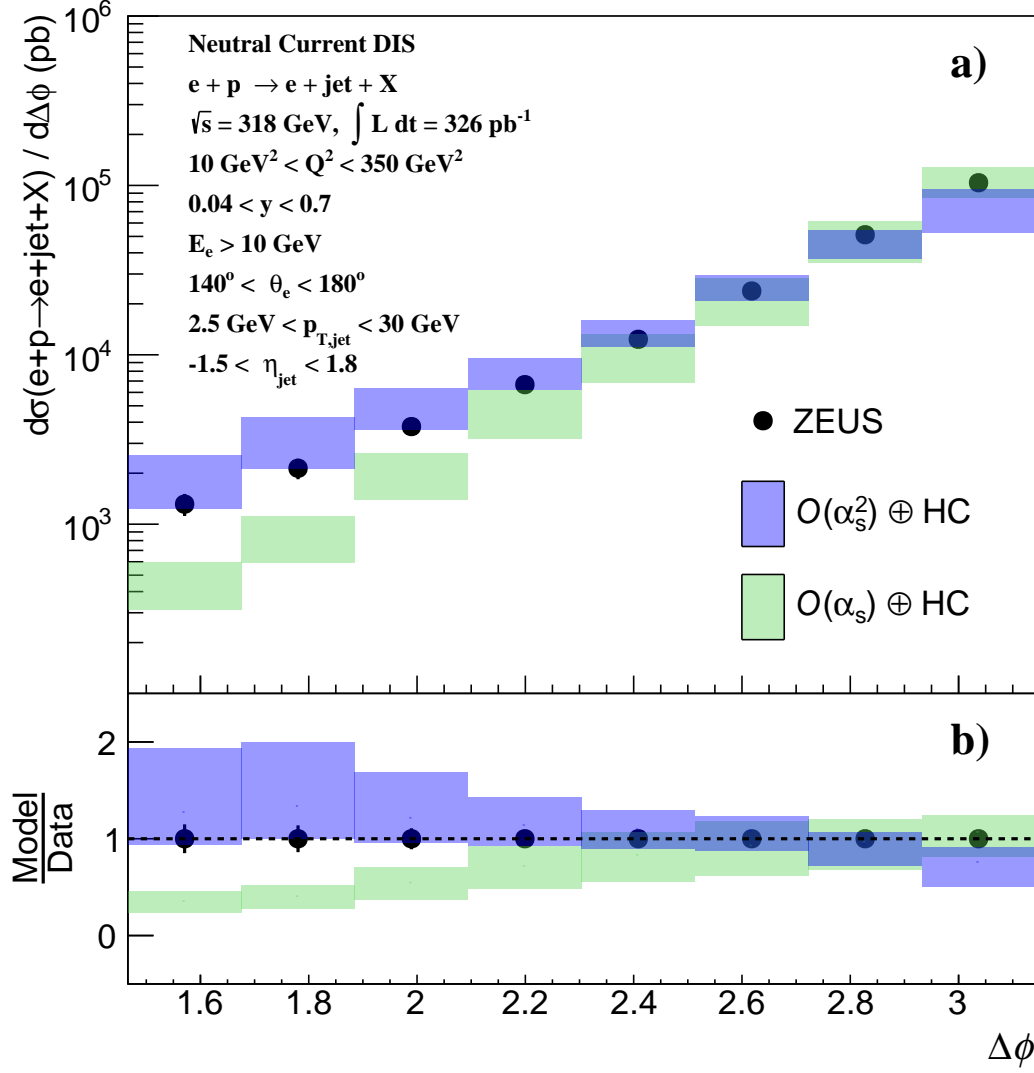 10⁶
10⁵
10⁴
10³
dσ(e+p→e+jet+X) / dΔϕ (pb)
Neutral Current DIS
e + p → e + jet + X
√s = 318 GeV, ∫ L dt = 326 pb⁻¹
10 GeV² < Q² < 350 GeV²
0.04 < y < 0.7
E_e > 10 GeV
140° < θ_e < 180°
2.5 GeV < p_T,jet < 30 GeV
-1.5 < η_jet < 1.8
a)
ZEUS
O(α_s²) ⊕ HC
O(α_s) ⊕ HC
b)
Model
Data
2
1
0
1.6 1.8 2 2.2 2.4 2.6 2.8 3
Δϕ